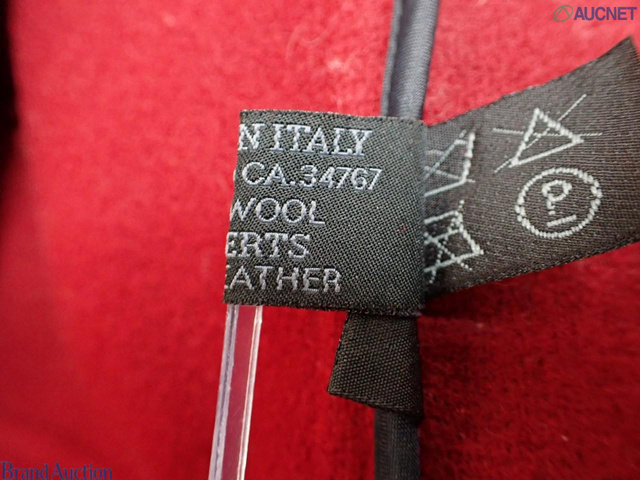 AUCNET
N ITALY
CA.34767
WOOL
ERTS
EATHER
P.
Brand Auction